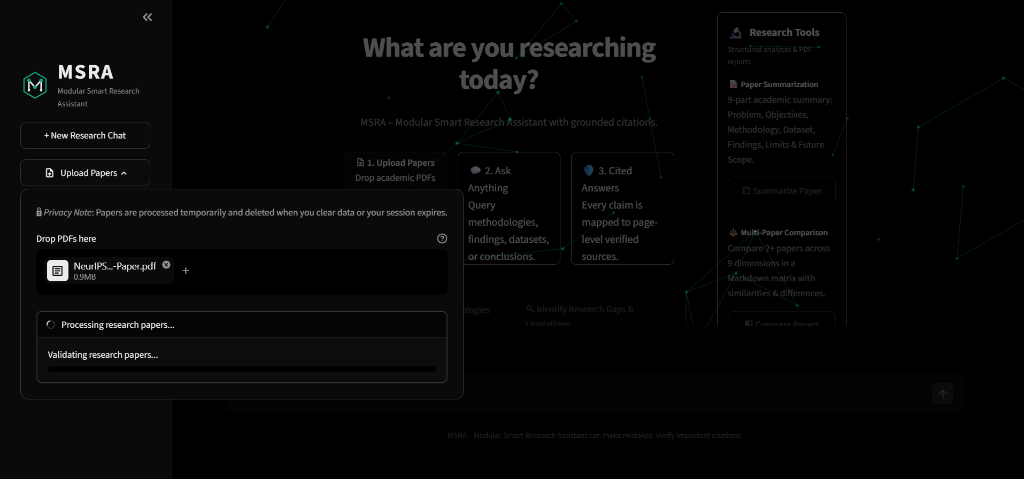 MSRA
Modular Smart Research
Assistant
+ New Research Chat
Upload Papers
Privacy Note: Papers are processed temporarily and deleted when you clear data or your session expires.
Drop PDFs here
NeurIPS...-Paper.pdf
0.9MB
+
Processing research papers...
Validating research papers...
What are you researching
today?
MSRA – Modular Smart Research Assistant with grounded citations.
1. Upload Papers
Drop academic PDFs
2. Ask
Anything
Query
methodologies,
findings, datasets,
or conclusions.
3. Cited
Answers
Every claim is
mapped to page-
level verified
sources.
Identify Research Gaps &
Limitations
MSRA - Modular Smart Research Assistant can make mistakes. Verify important citations.
Research Tools
Structured analyses & PDF
reports
Paper Summarization
9-part academic summary:
Problem, Objectives,
Methodology, Dataset,
Findings, Limits & Future
Scope.
Summarize Paper
Multi-Paper Comparison
Compare 2+ papers across
9 dimensions in a
Markdown matrix with
similarities & differences.
Compare Papers